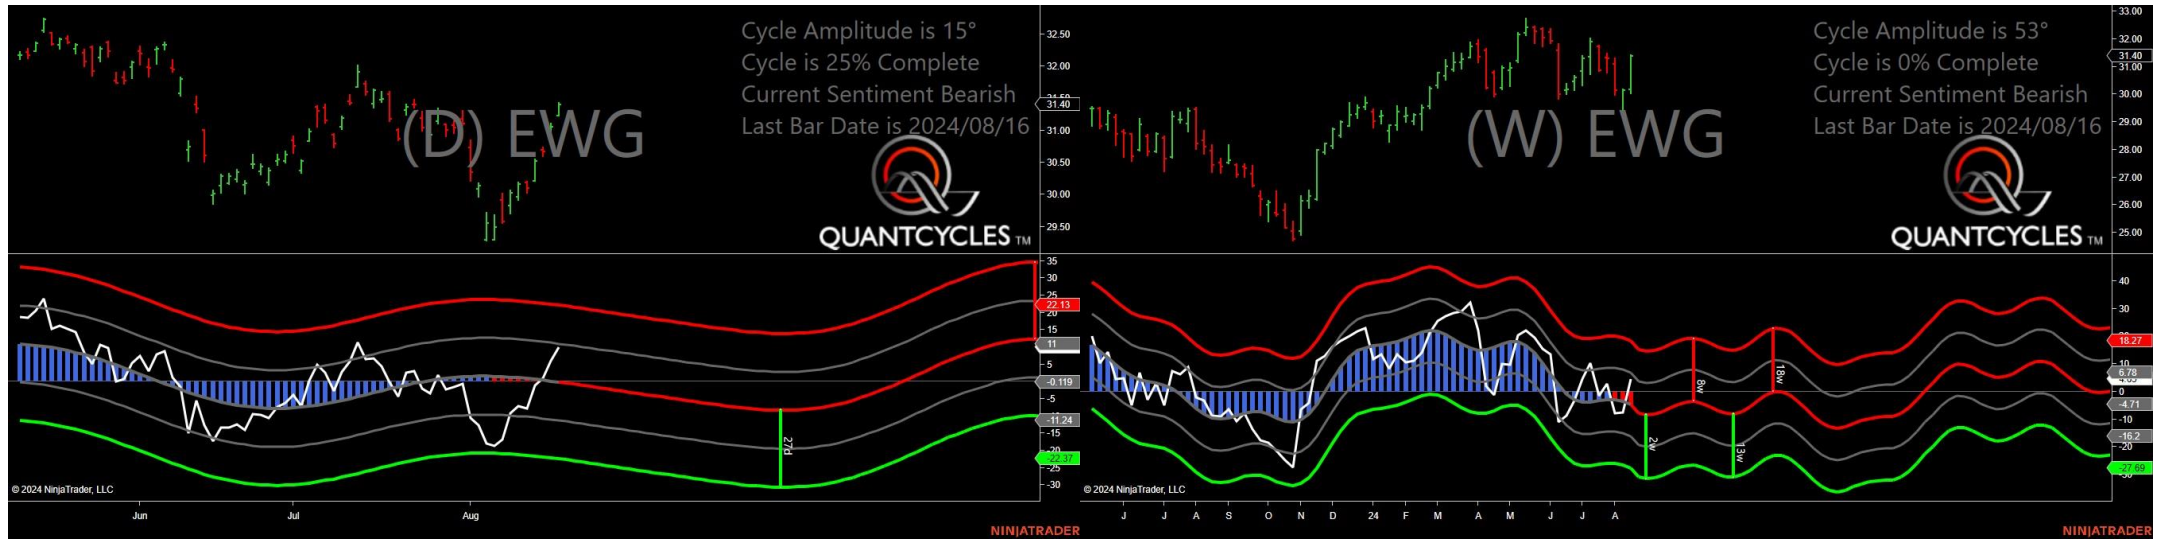 Cycle Amplitude is 15°
Cycle is 25% Complete
Current Sentiment Bearish
Last Bar Date is 2024/08/16
(D) EWG
QUANTCYCLES TM
32.50
32.00
31.40
31.00
30.50
30.00
29.50
35
30
25
22.13
20
15
11
5
-0.119
-5
-11.24
-15
-22.37
-25
-30
27d
© 2024 NinjaTrader, LLC
Jun
Jul
Aug
NINJATRADER
Cycle Amplitude is 53°
Cycle is 0% Complete
Current Sentiment Bearish
Last Bar Date is 2024/08/16
(W) EWG
QUANTCYCLES TM
33.00
32.00
31.40
31.00
30.00
29.00
28.00
27.00
26.00
25.00
40
30
18.27
10
6.78
0
-4.71
-10
-16.2
-20
-27.69
8w
18w
2w
13w
© 2024 NinjaTrader, LLC
J J A S O N D 24 F M A M J J A
NINJATRADER